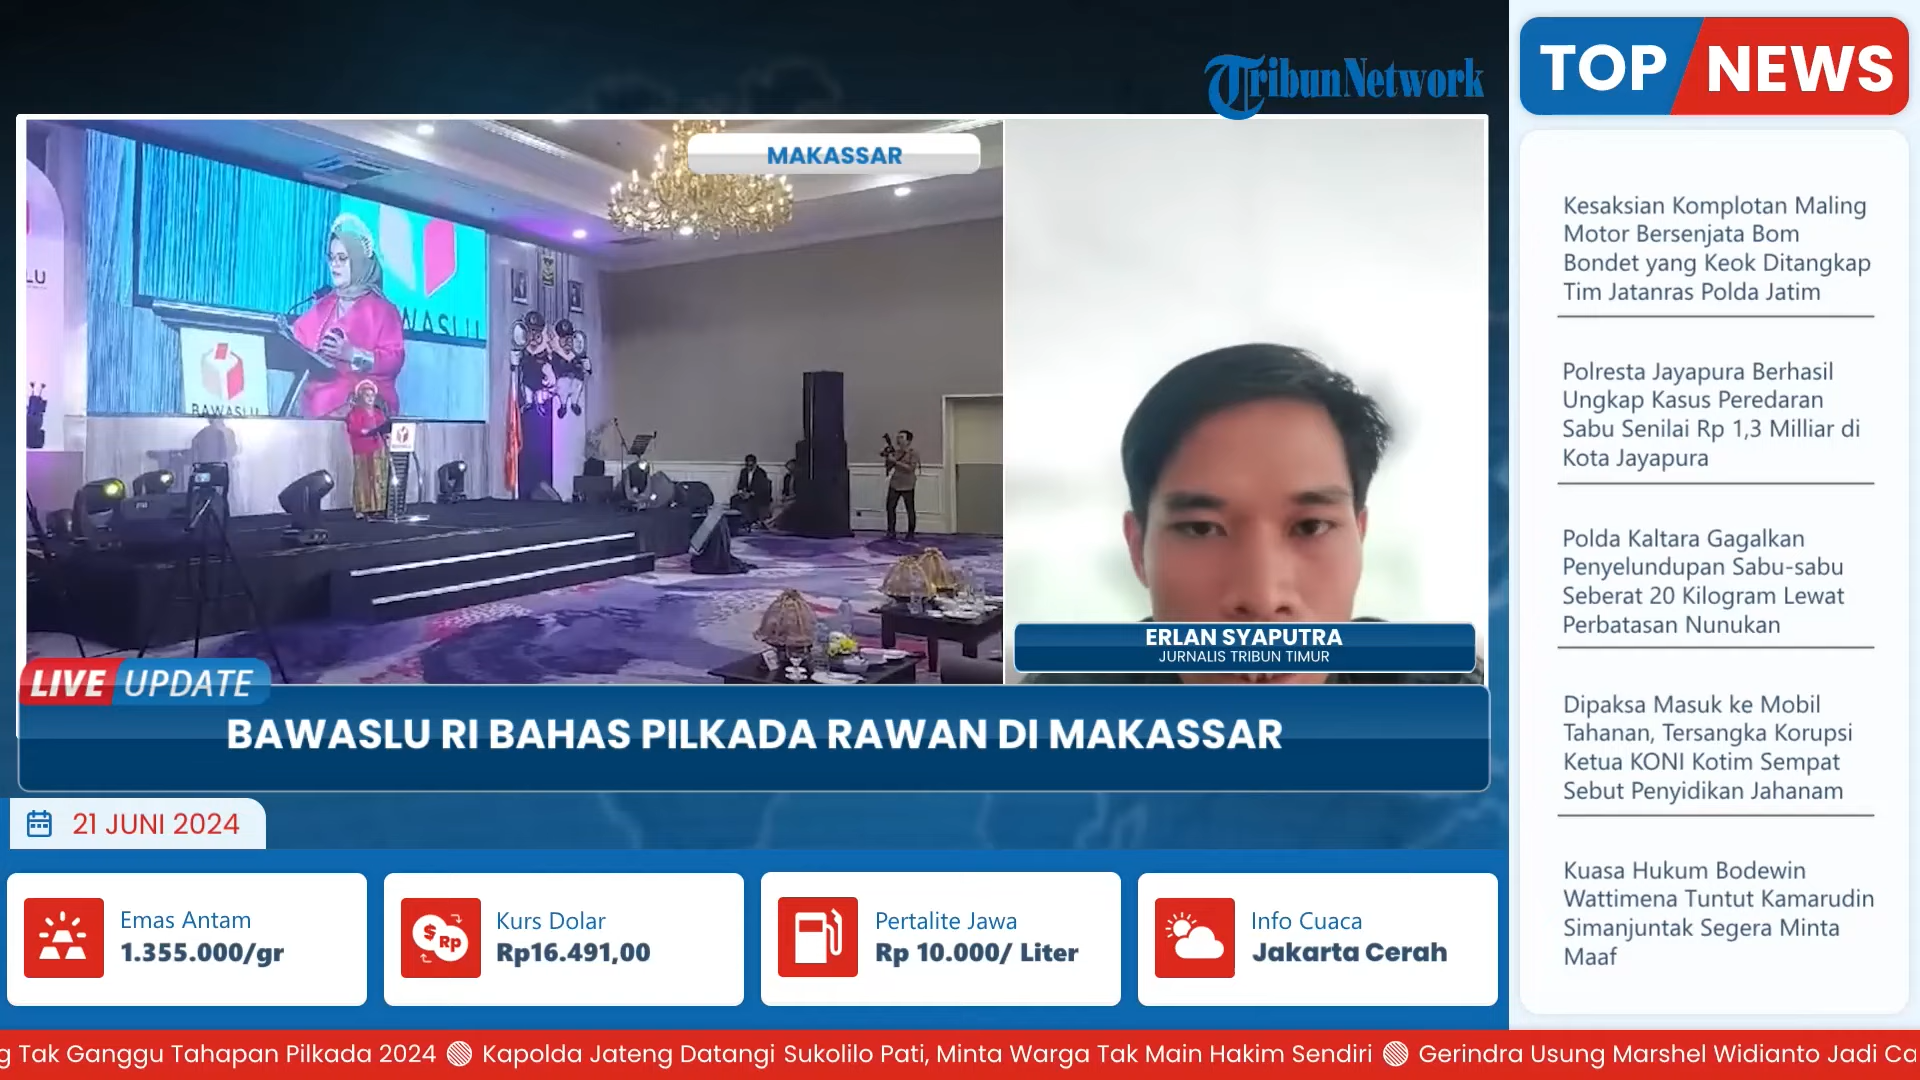 TribunNetwork
TOP NEWS
MAKASSAR
BAWASLU
BAWASLU
ERLAN SYAPUTRA
JURNALIS TRIBUN TIMUR
LIVE UPDATE
BAWASLU RI BAHAS PILKADA RAWAN DI MAKASSAR
21 JUNI 2024
Emas Antam
1.355.000/gr
Kurs Dolar
Rp16.491,00
Pertalite Jawa
Rp 10.000/ Liter
Info Cuaca
Jakarta Cerah
Kesaksian Komplotan Maling
Motor Bersenjata Bom
Bondet yang Keok Ditangkap
Tim Jatanras Polda Jatim
Polresta Jayapura Berhasil
Ungkap Kasus Peredaran
Sabu Senilai Rp 1,3 Milliar di
Kota Jayapura
Polda Kaltara Gagalkan
Penyelundupan Sabu-sabu
Seberat 20 Kilogram Lewat
Perbatasan Nunukan
Dipaksa Masuk ke Mobil
Tahanan, Tersangka Korupsi
Ketua KONI Kotim Sempat
Sebut Penyidikan Jahanam
Kuasa Hukum Bodewin
Wattimena Tuntut Kamarudin
Simanjuntak Segera Minta
Maaf
g Tak Ganggu Tahapan Pilkada 2024 Kapolda Jateng Datangi Sukolilo Pati, Minta Warga Tak Main Hakim Sendiri Gerindra Usung Marshel Widianto Jadi Ca